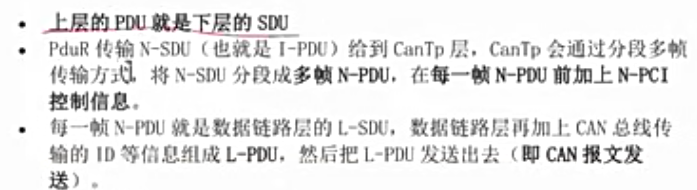 • 上层的 PDU 就是下层的 SDU
• PduR 传输 N-SDU（也就是 I-PDU）给到 CanTp 层，CanTp 会通过分段多帧
传输方式，将 N-SDU 分段成多帧 N-PDU，在每一帧 N-PDU 前加上 N-PCI
控制信息。
• 每一帧 N-PDU 就是数据链路层的 L-SDU，数据链路层再加上 CAN 总线传
输的 ID 等信息组成 L-PDU，然后把 L-PDU 发送出去（即 CAN 报文发
送）。